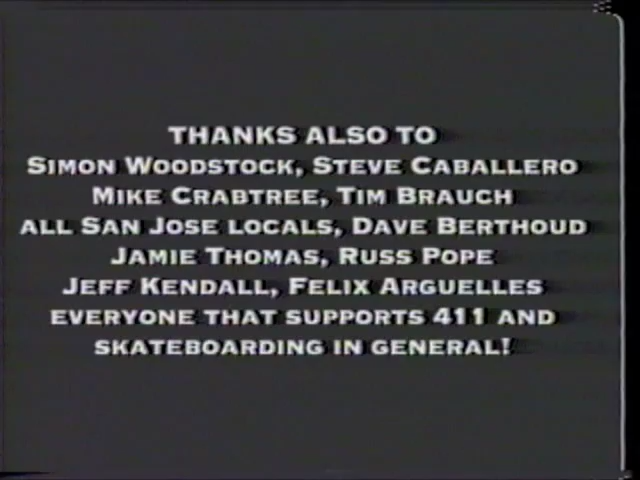 THANKS ALSO TO
SIMON WOODSTOCK, STEVE CABALLERO
MIKE CRABTREE, TIM BRAUCH
ALL SAN JOSE LOCALS, DAVE BERTHOUD
JAMIE THOMAS, RUSS POPE
JEFF KENDALL, FELIX ARGUELLES
EVERYONE THAT SUPPORTS 411 AND
SKATEBOARDING IN GENERAL!